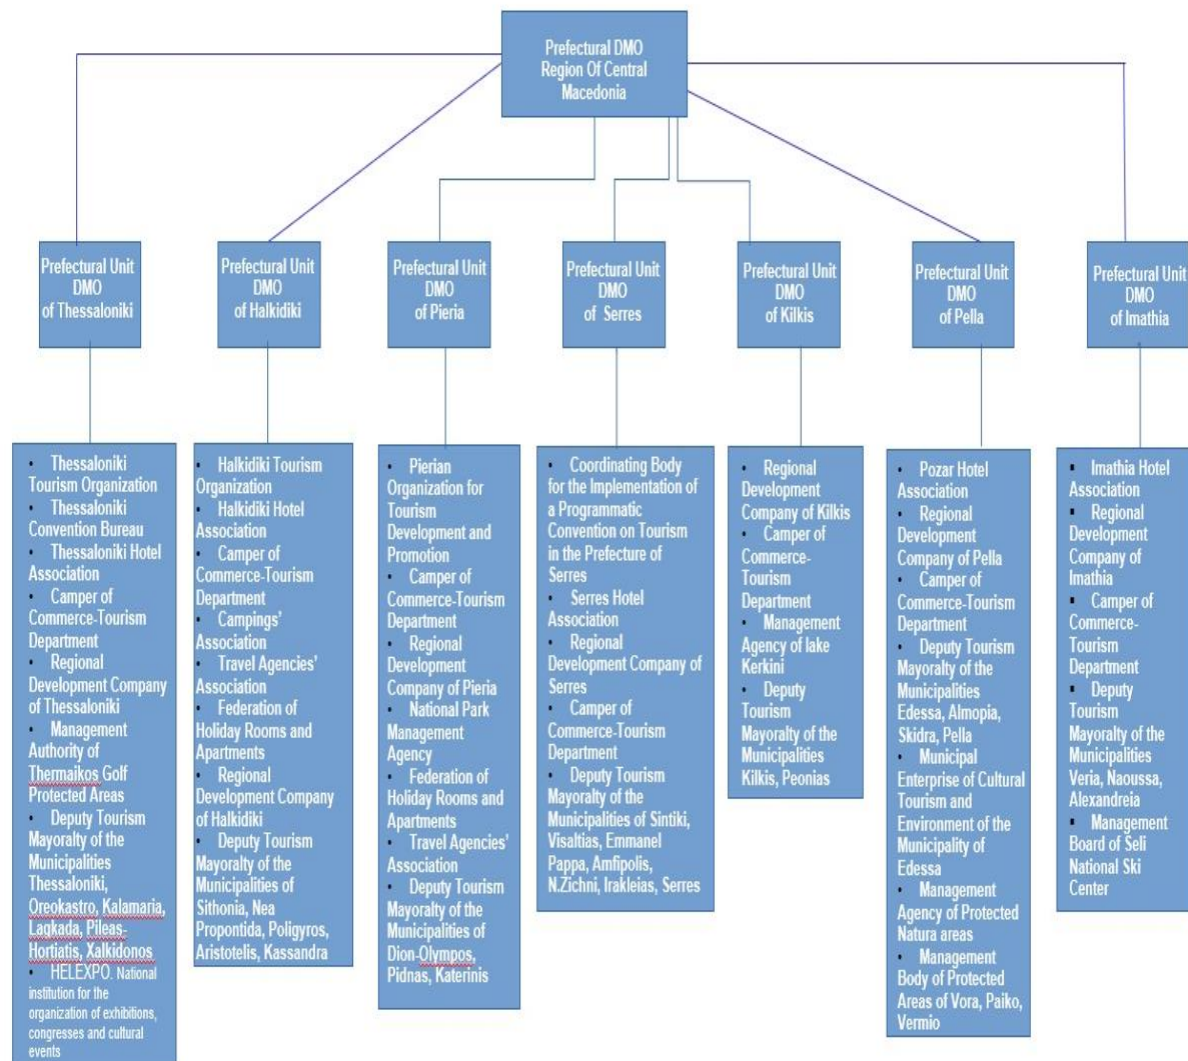 Prefectural DMO
Region Of Central
Macedonia
Prefectural Unit
DMO
of Thessaloniki
Prefectural Unit
DMO
of Halkidiki
Prefectural Unit
DMO
of Pieria
Prefectural Unit
DMO
of Serres
Prefectural Unit
DMO
of Kilkis
Prefectural Unit
DMO
of Pella
Prefectural Unit
DMO
of Imathia
• Thessaloniki
Tourism Organization
• Thessaloniki
Convention Bureau
• Thessaloniki Hotel
Association
• Camper of
Commerce-Tourism
Department
• Regional
Development Company
of Thessaloniki
• Management
Authority of
Thermaikos Golf
Protected Areas
• Deputy Tourism
Mayoralty of the
Municipalities
Thessaloniki,
Oreokastro, Kalamaria,
Lagkada, Pileas-
Hortiatis, Xalkidonos
• HELEXPO. National
institution for the
organization of exhibitions,
congresses and cultural
events
• Halkidiki Tourism
Organization
• Halkidiki Hotel
Association
• Camper of
Commerce-Tourism
Department
• Campings'
Association
• Travel Agencies'
Association
• Federation of
Holiday Rooms and
Apartments
• Regional
Development Company
of Halkidiki
• Deputy Tourism
Mayoralty of the
Municipalities of
Sithonia, Nea
Propontida, Poligyros,
Aristotelis, Kassandra
• Pierian
Organization for
Tourism
Development and
Promotion
• Camper of
Commerce-Tourism
Department
• Regional
Development
Company of Pieria
• National Park
Management
Agency
• Federation of
Holiday Rooms and
Apartments
• Travel Agencies'
Association
• Deputy Tourism
Mayoralty of the
Municipalities of
Dion-Olympos,
Pidnas, Katerinis
• Coordinating Body
for the Implementation of
a Programmatic
Convention on Tourism
in the Prefecture of
Serres
• Serres Hotel
Association
• Regional
Development Company of
Serres
• Camper of
Commerce-Tourism
Department
• Deputy Tourism
Mayoralty of the
Municipalities of Sintiki,
Visaltias, Emmanel
Pappa, Amfipolis,
N.Zichni, Irakleias, Serres
• Regional
Development
Company of Kilkis
• Camper of
Commerce-
Tourism
Department
• Management
Agency of lake
Kerkini
• Deputy
Tourism
Mayoralty of the
Municipalities
Kilkis, Peonias
• Pozar Hotel
Association
• Regional
Development
Company of Pella
• Camper of
Commerce-Tourism
Department
• Deputy Tourism
Mayoralty of the
Municipalities
Edessa, Almopia,
Skidra, Pella
• Municipal
Enterprise of Cultural
Tourism and
Environment of the
Municipality of
Edessa
• Management
Agency of Protected
Natura areas
• Management
Body of Protected
Areas of Vora, Paiko,
Vermio
▪ Imathia Hotel
Association
▪ Regional
Development
Company of
Imathia
▪ Camper of
Commerce-
Tourism
Department
▪ Deputy
Tourism
Mayoralty of the
Municipalities
Veria, Naoussa,
Alexandreia
▪ Management
Board of Seli
National Ski
Center